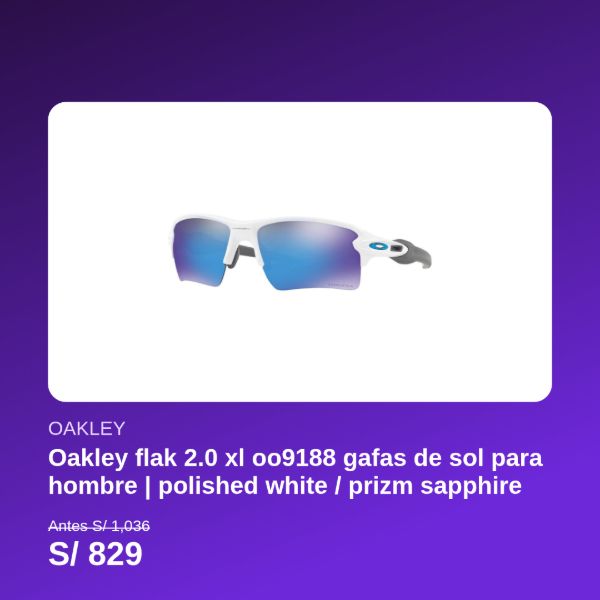 OAKLEY
Oakley flak 2.0 xl oo9188 gafas de sol para
hombre | polished white / prizm sapphire
Antes S/ 1,036
S/ 829